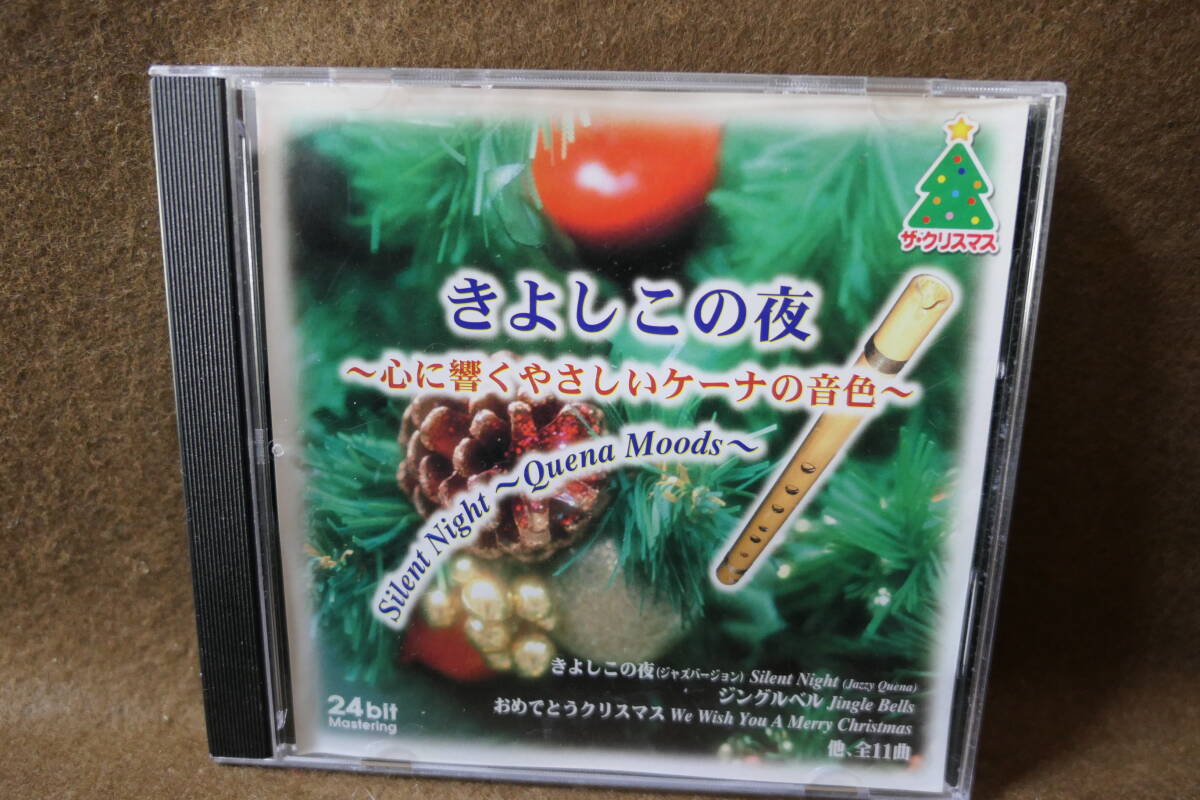 ザ・クリスマス
きよしこの夜
〜心に響くやさしいケーナの音色〜
Silent Night 〜Quena Moods〜
きよしこの夜(ジャズバージョン) Silent Night (Jazzy Quena)
ジングルベル Jingle Bells
おめでとうクリスマス We Wish You A Merry Christmas
他、全11曲
24bit
Mastering